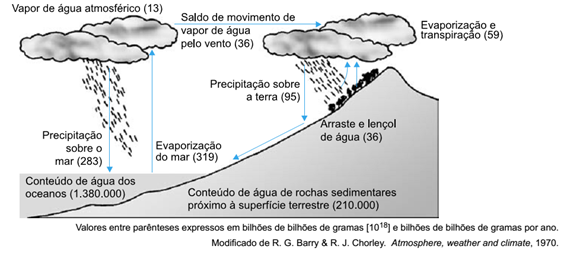 Vapor de água atmosférico (13)
Saldo de movimento de
vapor de água
pelo vento (36)
Evaporização e
transpiração (59)
Precipitação sobre
a terra (95)
Arraste e lençol
de água (36)
Precipitação
sobre o
mar (283)
Evaporização
do mar (319)
Conteúdo de água dos
oceanos (1.380.000)
Conteúdo de água de rochas sedimentares
próximo à superfície terrestre (210.000)
Valores entre parênteses expressos em bilhões de bilhões de gramas [10¹⁸] e bilhões de bilhões de gramas por ano.
Modificado de R. G. Barry & R. J. Chorley. Atmosphere, weather and climate, 1970.